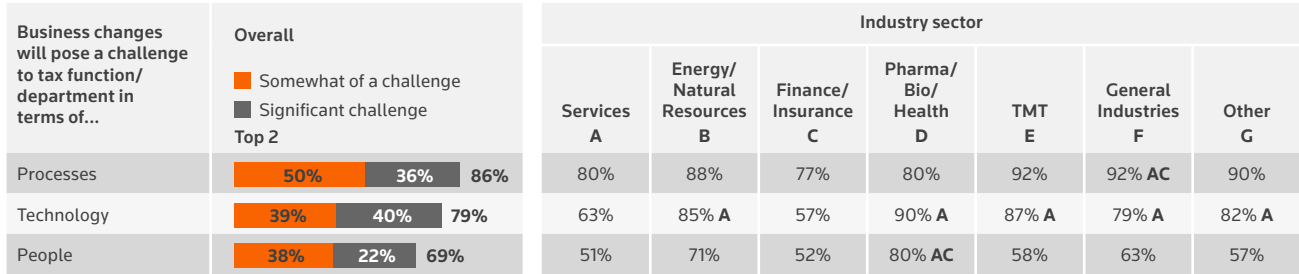 Business changes
will pose a challenge
to tax function/
department in
terms of...
Overall
Somewhat of a challenge
Significant challenge
Top 2
Industry sector
Services
A
Energy/
Natural
Resources
B
Finance/
Insurance
C
Pharma/
Bio/
Health
D
TMT
E
General
Industries
F
Other
G
Processes 50% 36% 86% 80% 88% 77% 80% 92% 92% AC 90%
Technology 39% 40% 79% 63% 85% A 57% 90% A 87% A 79% A 82% A
People 38% 22% 69% 51% 71% 52% 80% AC 58% 63% 57%